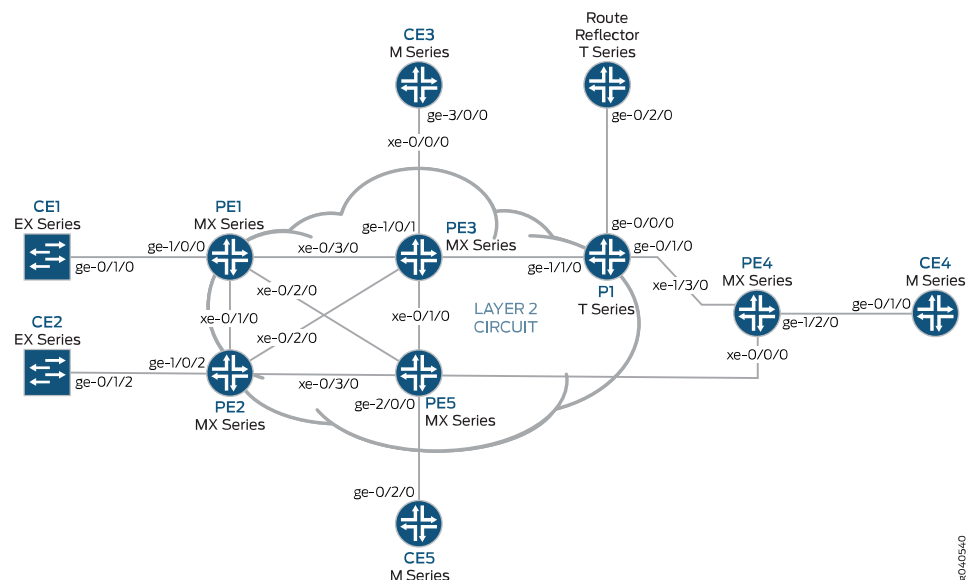 CE3
M Series
ge-3/0/0
xe-0/0/0
Route
Reflector
T Series
ge-0/2/0
CE1
EX Series
ge-0/1/0
PE1
MX Series
ge-1/0/0
xe-0/3/0
ge-1/0/1
PE3
MX Series
ge-1/1/0
ge-0/0/0
ge-0/1/0
P1
T Series
xe-1/3/0
PE4
MX Series
ge-1/2/0
xe-0/0/0
CE4
M Series
ge-0/1/0
xe-0/2/0
xe-0/1/0
xe-0/2/0
xe-0/1/0
LAYER 2
CIRCUIT
CE2
EX Series
ge-0/1/2
ge-1/0/2
PE2
MX Series
xe-0/3/0
ge-2/0/0
PE5
MX Series
ge-0/2/0
CE5
M Series
g040540